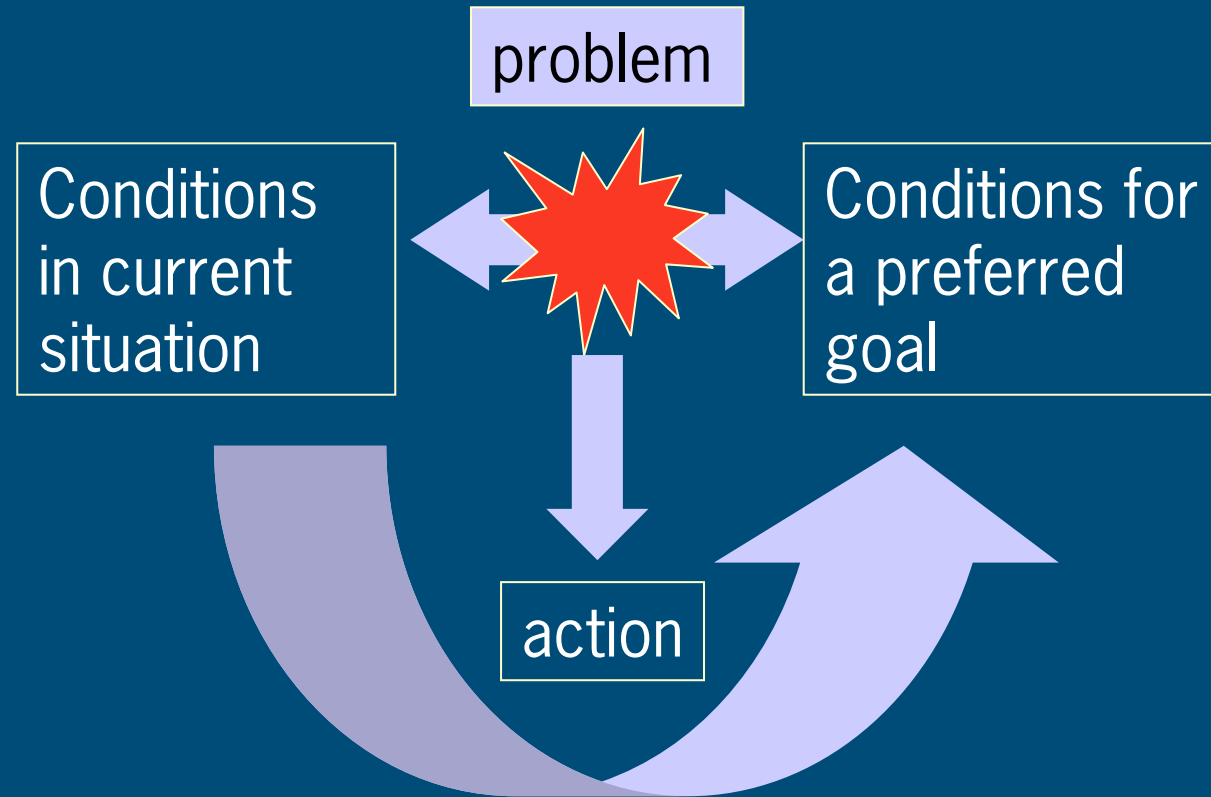 problem
Conditions
in current
situation
Conditions for
a preferred
goal
action